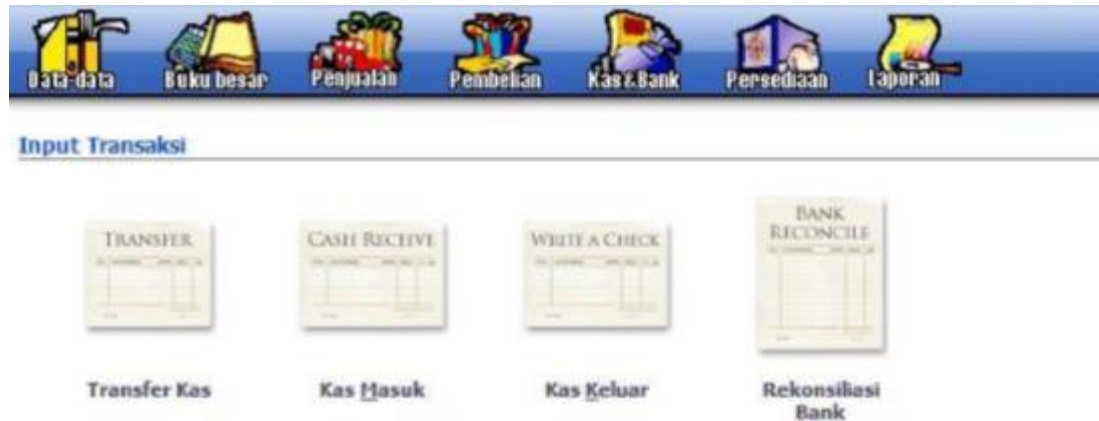 Data-data
Buku besar
Penjualan
Pembelian
Kas&Bank
Persediaan
Laporan
Input Transaksi
TRANSFER
CASH RECEIVE
WRITE A CHECK
BANK
RECONCILE
Transfer Kas
Kas Masuk
Kas Keluar
Rekonsiliasi
Bank